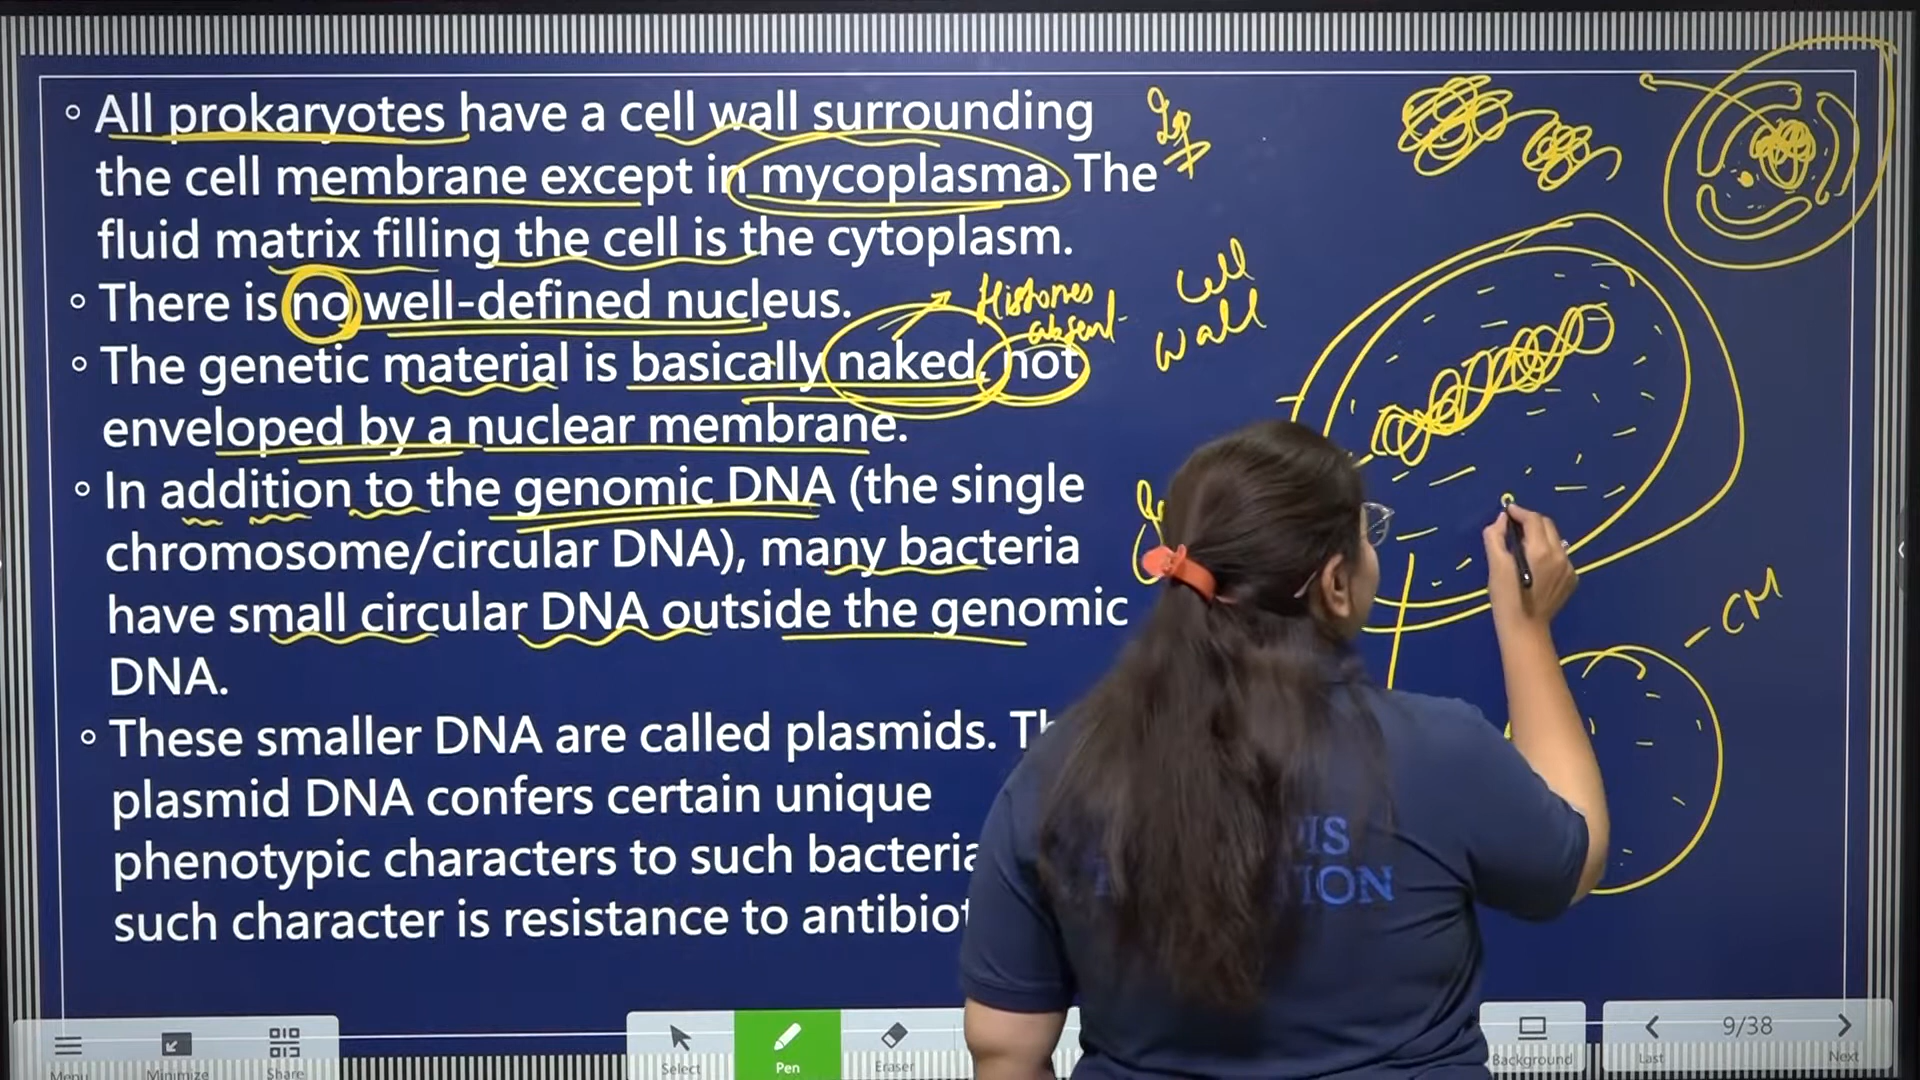 All prokaryotes have a cell wall surrounding
the cell membrane except in mycoplasma. The
fluid matrix filling the cell is the cytoplasm.
There is no well-defined nucleus.
The genetic material is basically naked, not
enveloped by a nuclear membrane.
In addition to the genomic DNA (the single
chromosome/circular DNA), many bacteria
have small circular DNA outside the genomic
DNA.
These smaller DNA are called plasmids. Th
plasmid DNA confers certain unique
phenotypic characters to such bacteria
such character is resistance to antibiot
Histones
absent
Cell
wall
- CM
IS
ION
Menu
Minimize
Share
Select
Pen
Eraser
Background
Last
9/38
Next